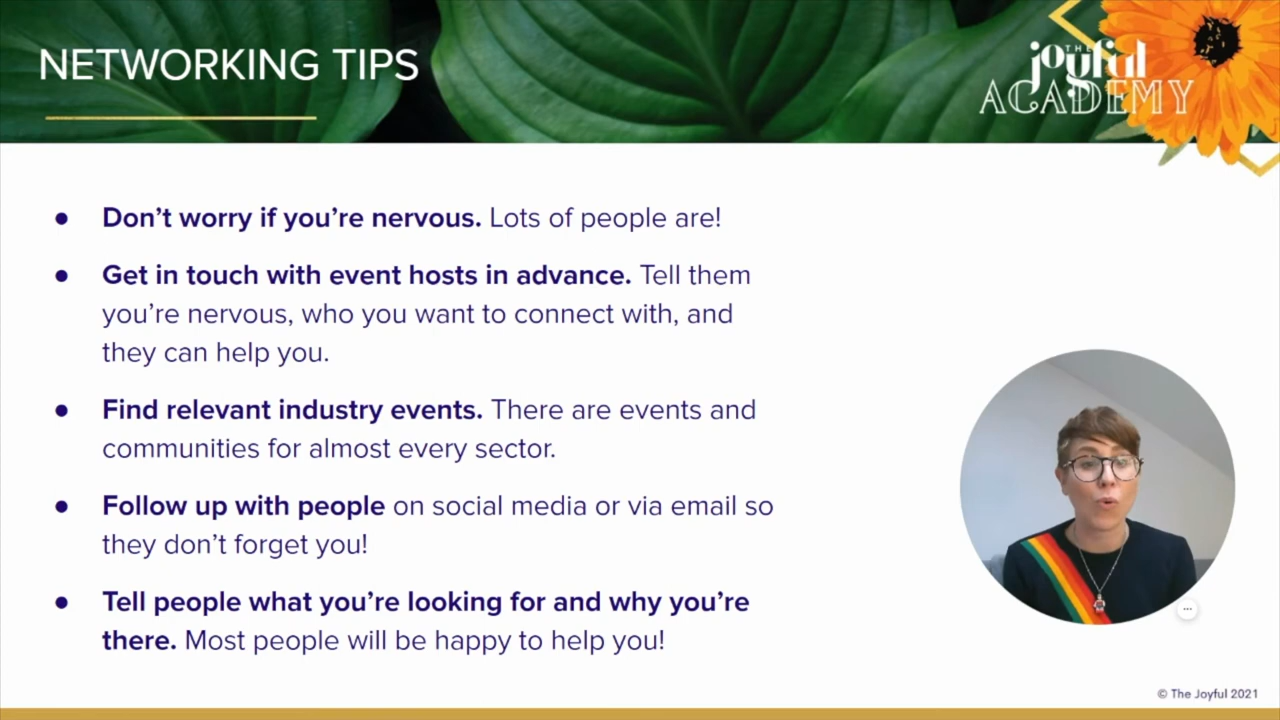 NETWORKING TIPS
THE
joyful
ACADEMY
● Don’t worry if you’re nervous. Lots of people are!
● Get in touch with event hosts in advance. Tell them
you’re nervous, who you want to connect with, and
they can help you.
● Find relevant industry events. There are events and
communities for almost every sector.
● Follow up with people on social media or via email so
they don’t forget you!
● Tell people what you’re looking for and why you’re
there. Most people will be happy to help you!
© The Joyful 2021